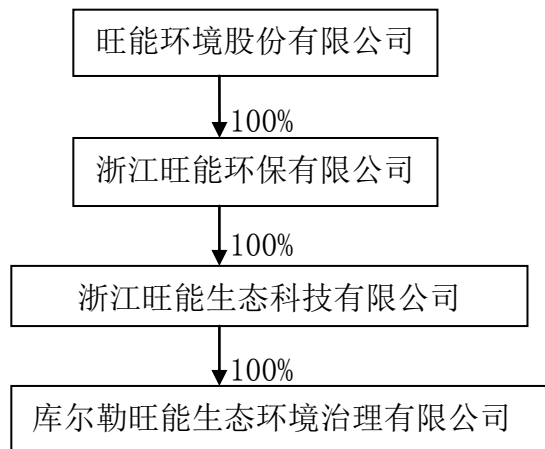 旺能环境股份有限公司
100%
浙江旺能环保有限公司
100%
浙江旺能生态科技有限公司
100%
库尔勒旺能生态环境治理有限公司